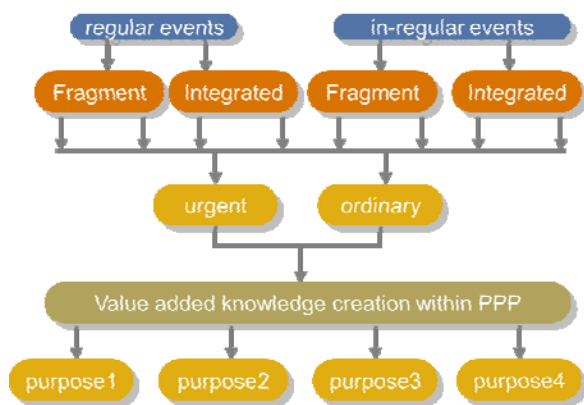 regular events
in-regular events
Fragment
Integrated
Fragment
Integrated
urgent
ordinary
Value added knowledge creation within PPP
purpose1
purpose2
purpose3
purpose4